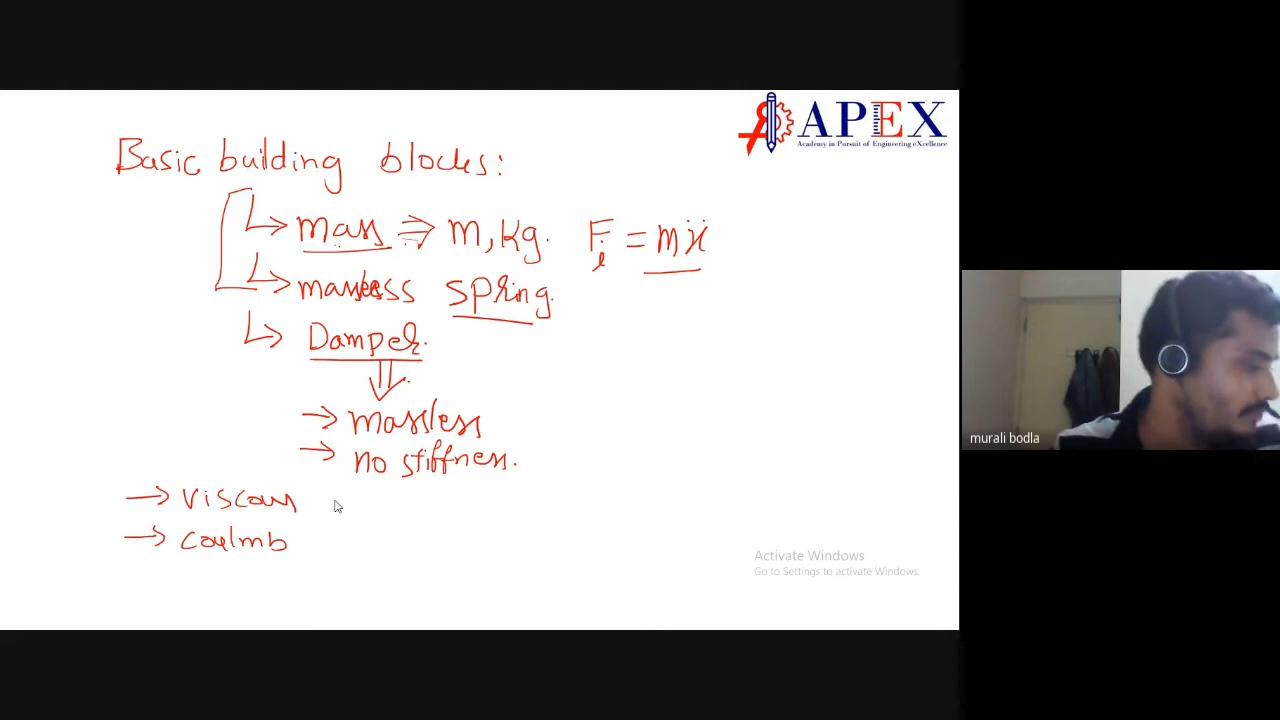 APEX
Academy in Pursuit of Engineering eXcellence
Basic building blocks:
↳ mass ⇒ m, kg. Fi = mẍ
↳ massless spring.
↳ Damper.
⇓
→ massless
→ no stiffness.
→ viscous
→ coulmb
murali bodla
Activate Windows
Go to Settings to activate Windows.